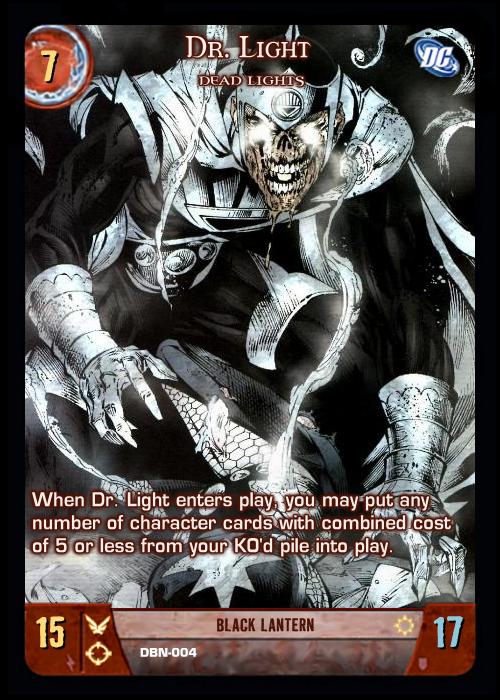 7
DR. LIGHT
DEAD LIGHTS
DC
When Dr. Light enters play, you may put any
number of character cards with combined cost
of 5 or less from your KO'd pile into play.
15
BLACK LANTERN
17
DBN-004